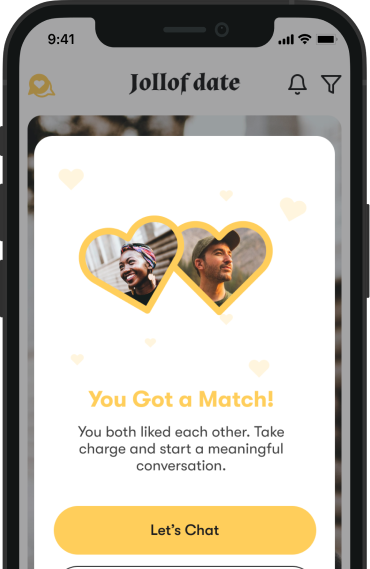 9:41
Jollof date
You Got a Match!
You both liked each other. Take
charge and start a meaningful
conversation.
Let's Chat